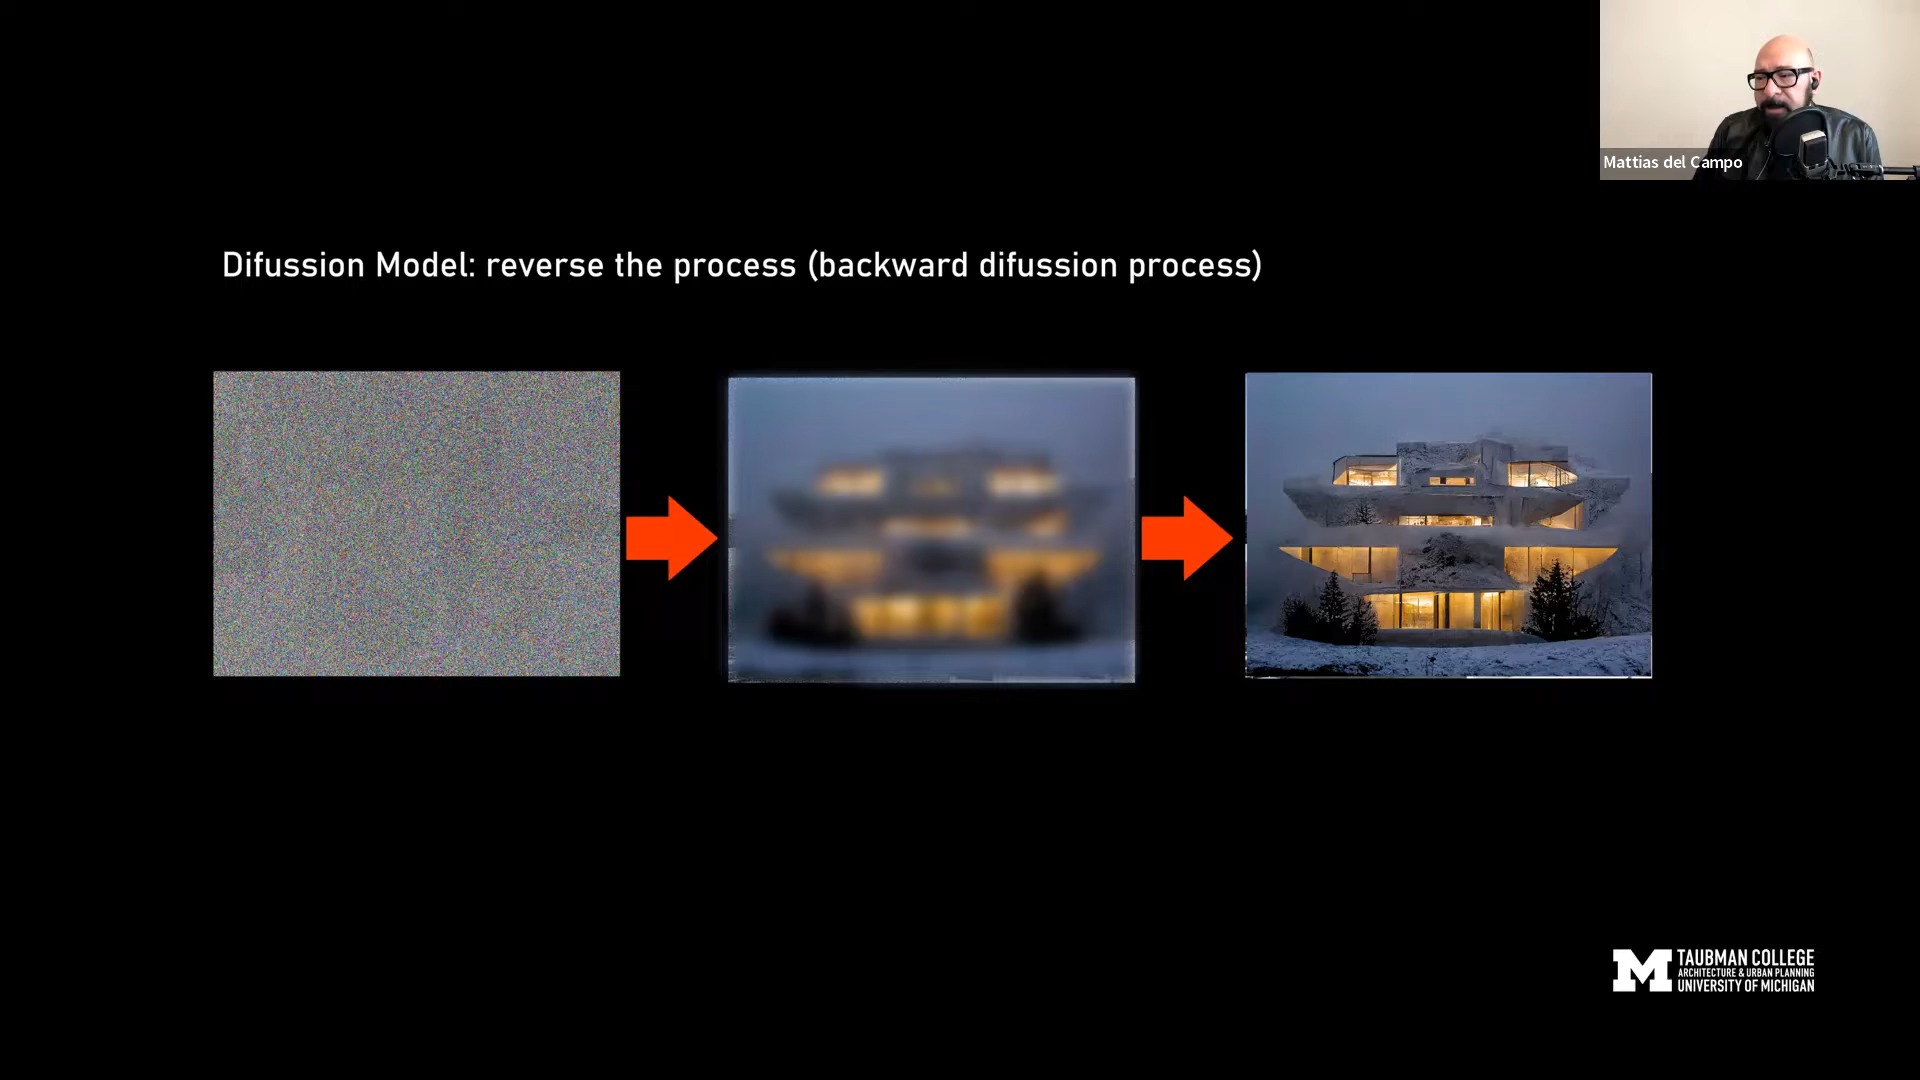 Mattias del Campo
Difussion Model: reverse the process (backward difussion process)
M TAUBMAN COLLEGE
ARCHITECTURE & URBAN PLANNING
UNIVERSITY OF MICHIGAN